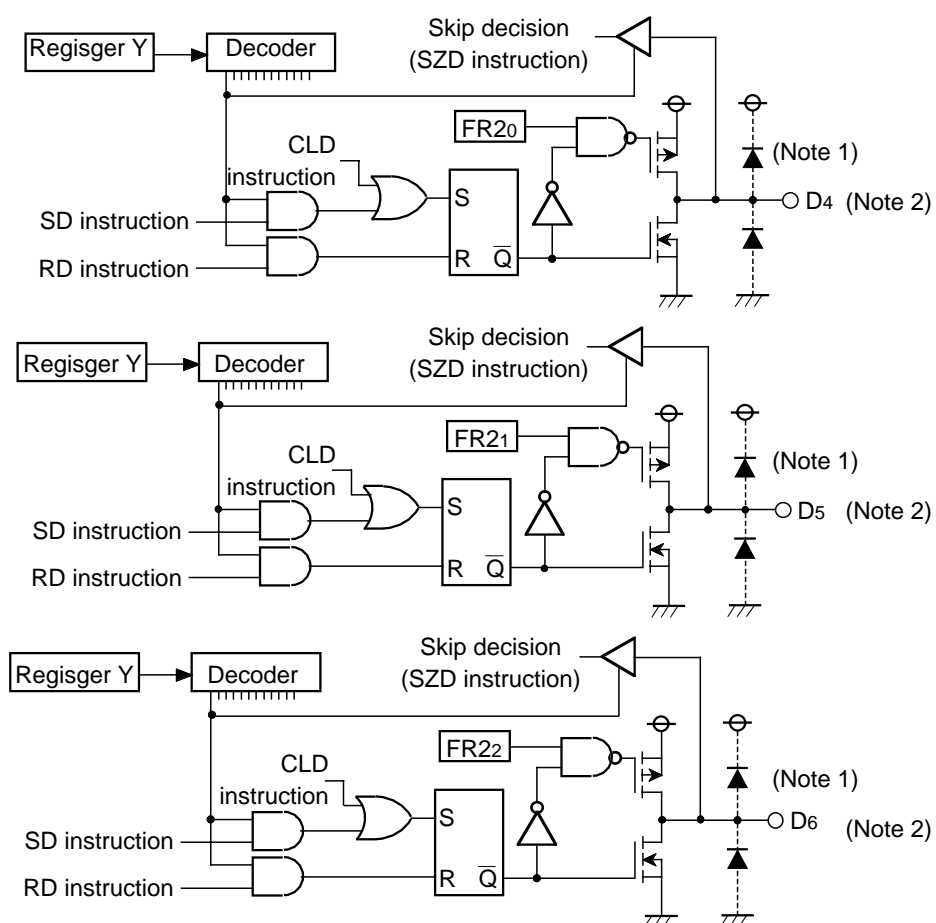 Regisger Y
Decoder
Skip decision
(SZD instruction)
FR20
CLD
instruction
SD instruction
RD instruction
S
R
Q
D4
(Note 1)
(Note 2)
Regisger Y
Decoder
Skip decision
(SZD instruction)
FR21
CLD
instruction
SD instruction
RD instruction
S
R
Q
D5
(Note 1)
(Note 2)
Regisger Y
Decoder
Skip decision
(SZD instruction)
FR22
CLD
instruction
SD instruction
RD instruction
S
R
Q
D6
(Note 1)
(Note 2)